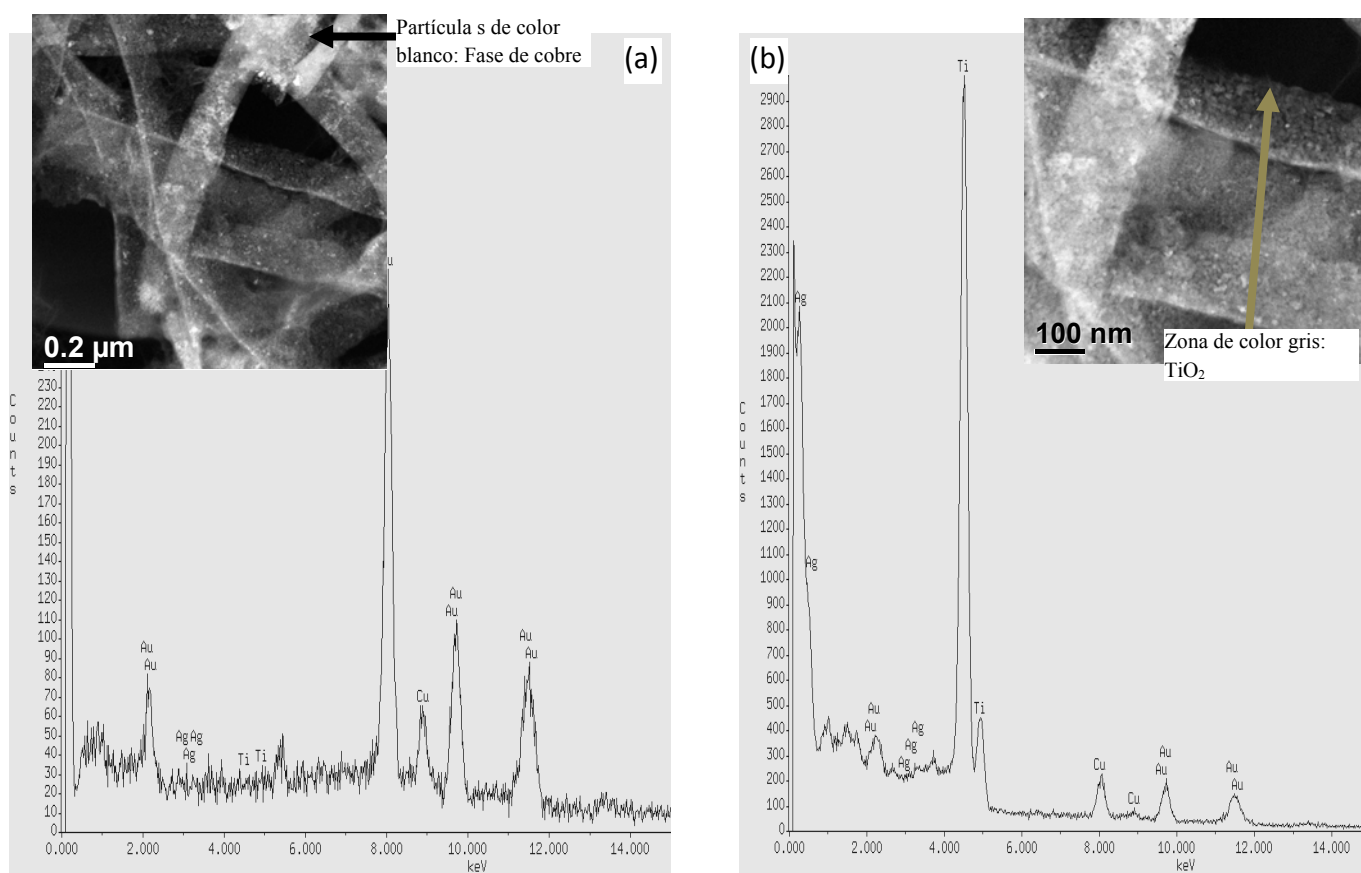 Partícula s de color
blanco: Fase de cobre
(a)
0.2 µm
u
230
220
210
200
190
180
170
160
150
140
130
120
110
100
90
80
70
60
50
40
30
20
10
0
Counts
Au
Au
Ag Ag
Ag
Ti Ti
Cu
Au
Au
Au
Au
0.000 2.000 4.000 6.000 8.000 10.000 12.000 14.000
keV
(b)
100 nm
Zona de color gris:
TiO₂
2900
2800
2700
2600
2500
2400
2300
2200
2100
2000
1900
1800
1700
1600
1500
1400
1300
1200
1100
1000
900
800
700
600
500
400
300
200
100
0
Counts
Ag
Ag
Au
Au
Ag
Ag
Ag
Ti
Ti
Cu
Cu
Au
Au
Au
Au
0.000 2.000 4.000 6.000 8.000 10.000 12.000 14.000
keV